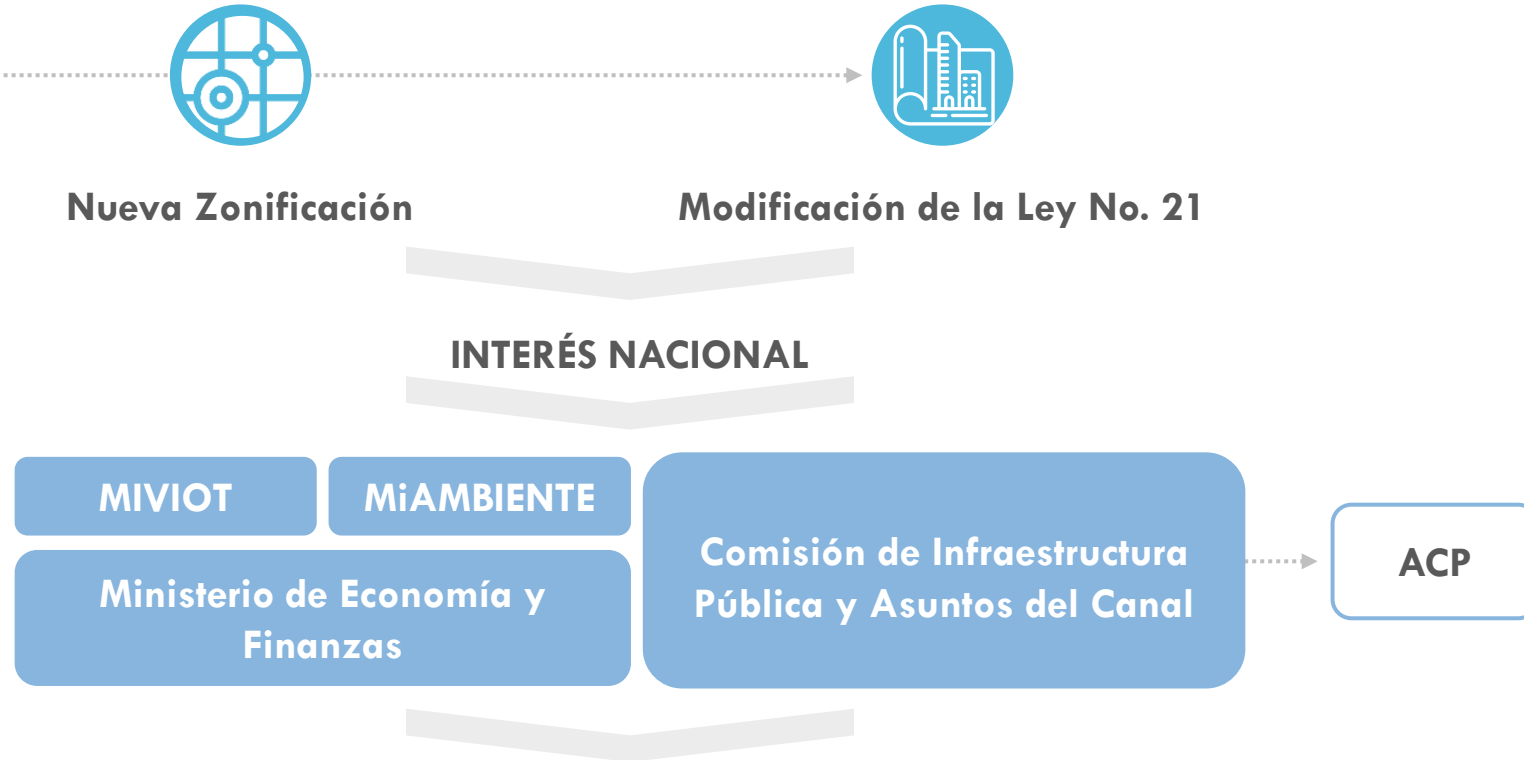 Nueva Zonificación
Modificación de la Ley No. 21
INTERÉS NACIONAL
MIVIOT
MiAMBIENTE
Ministerio de Economía y
Finanzas
Comisión de Infraestructura
Pública y Asuntos del Canal
ACP